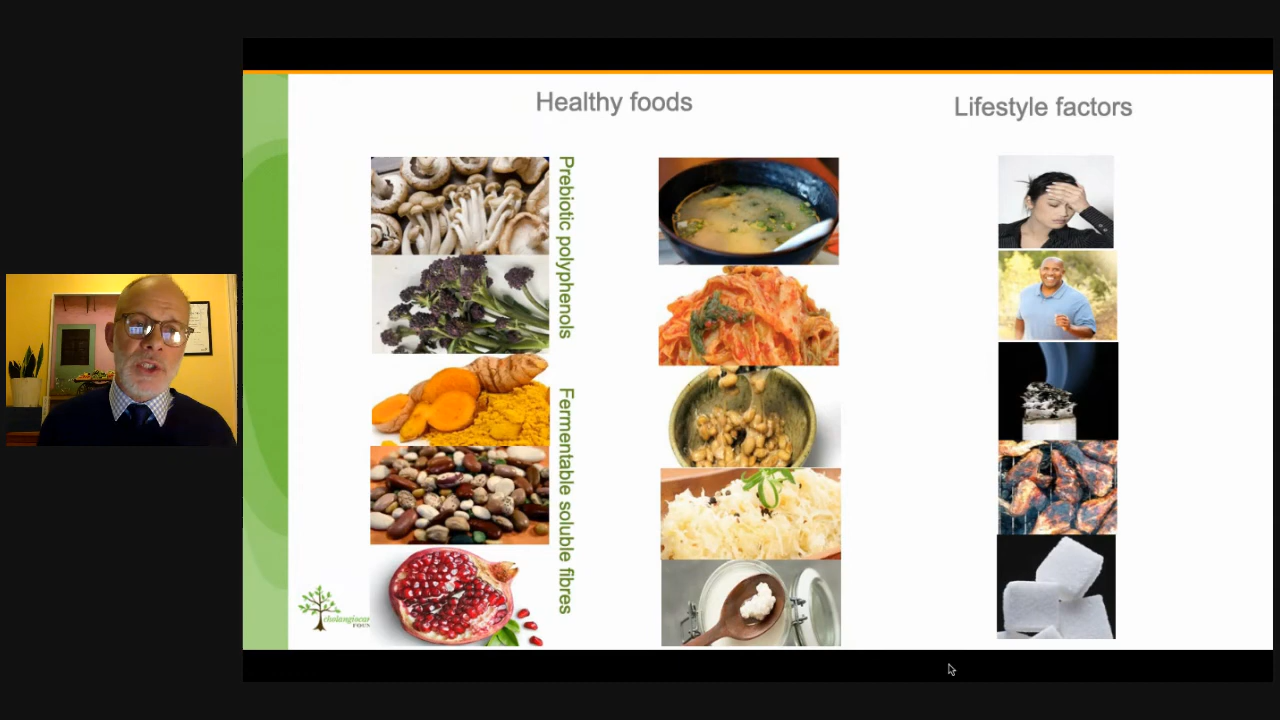 Healthy foods
Lifestyle factors
Prebiotic polyphenols
Fermentable soluble fibres